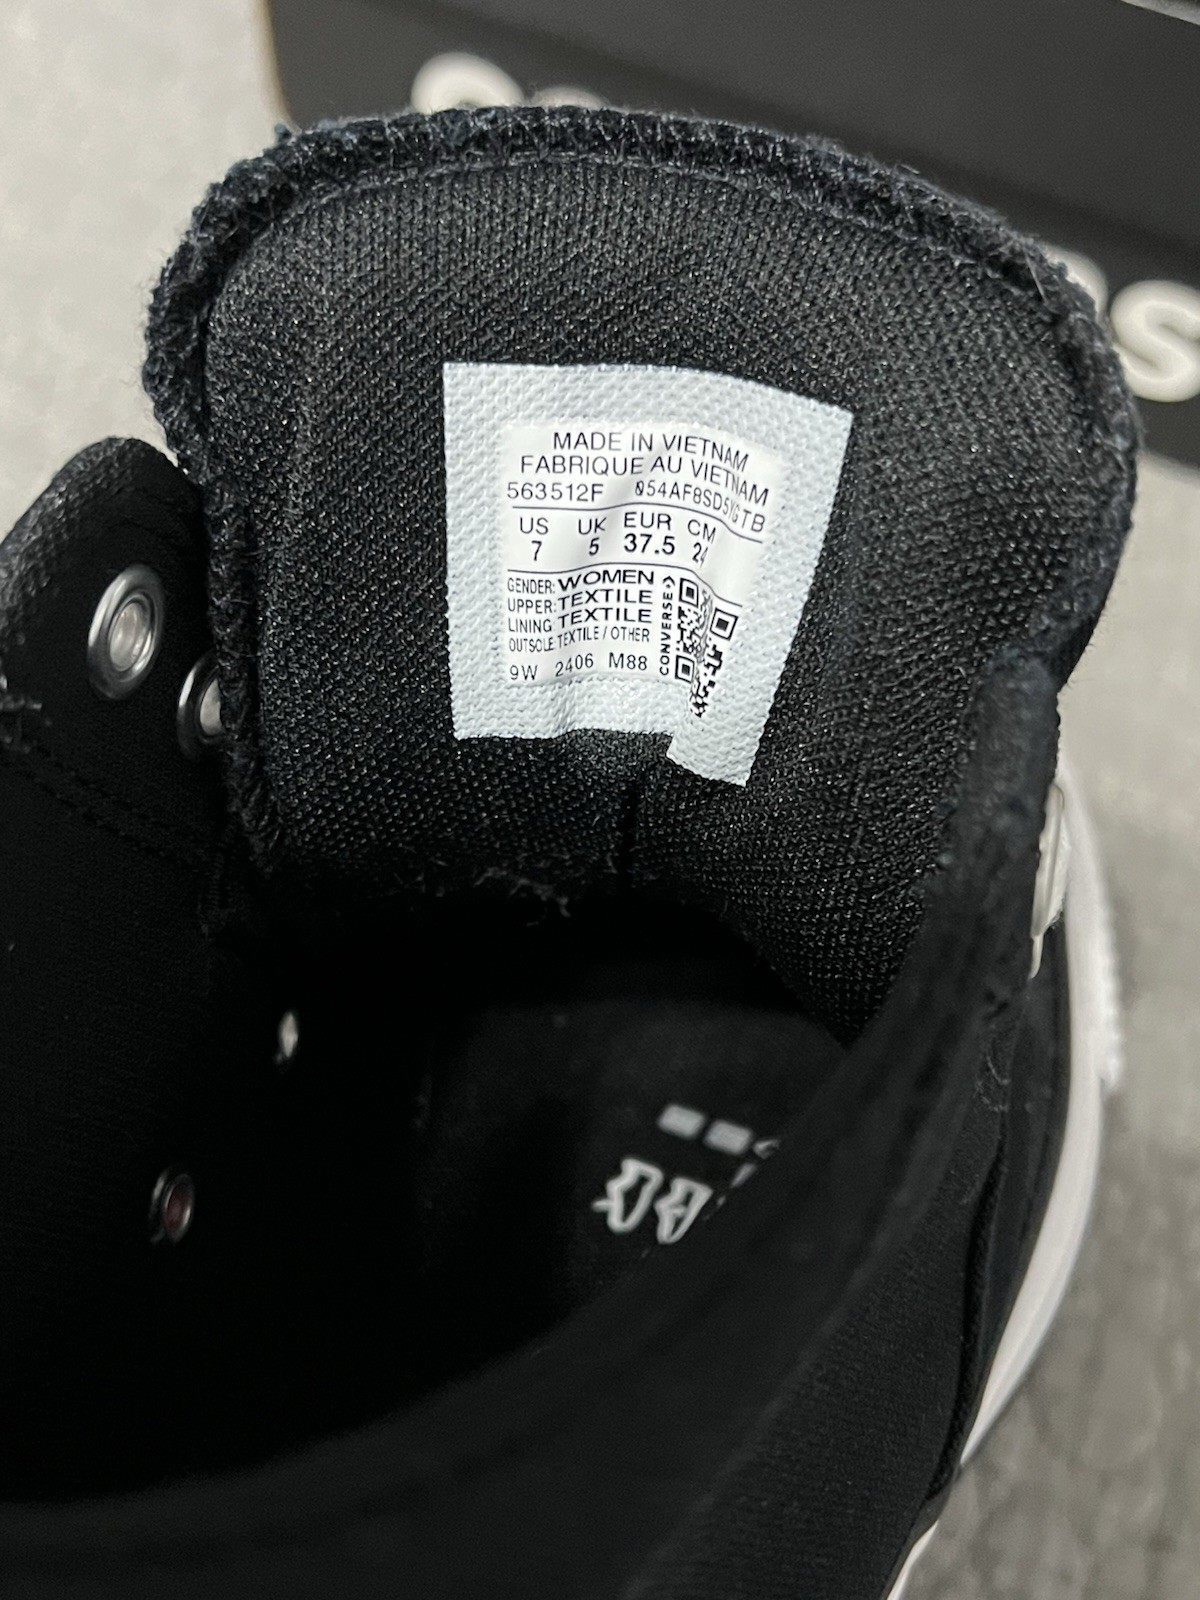 MADE IN VIETNAM
FABRIQUE AU VIETNAM
563512F 054AF8SD5YGTB
US UK EUR CM
7 5 37.5 24
GENDER: WOMEN
UPPER: TEXTILE
LINING TEXTILE
OUTSOLE TEXTILE / OTHER
9W 2406 M88
CONVERSE